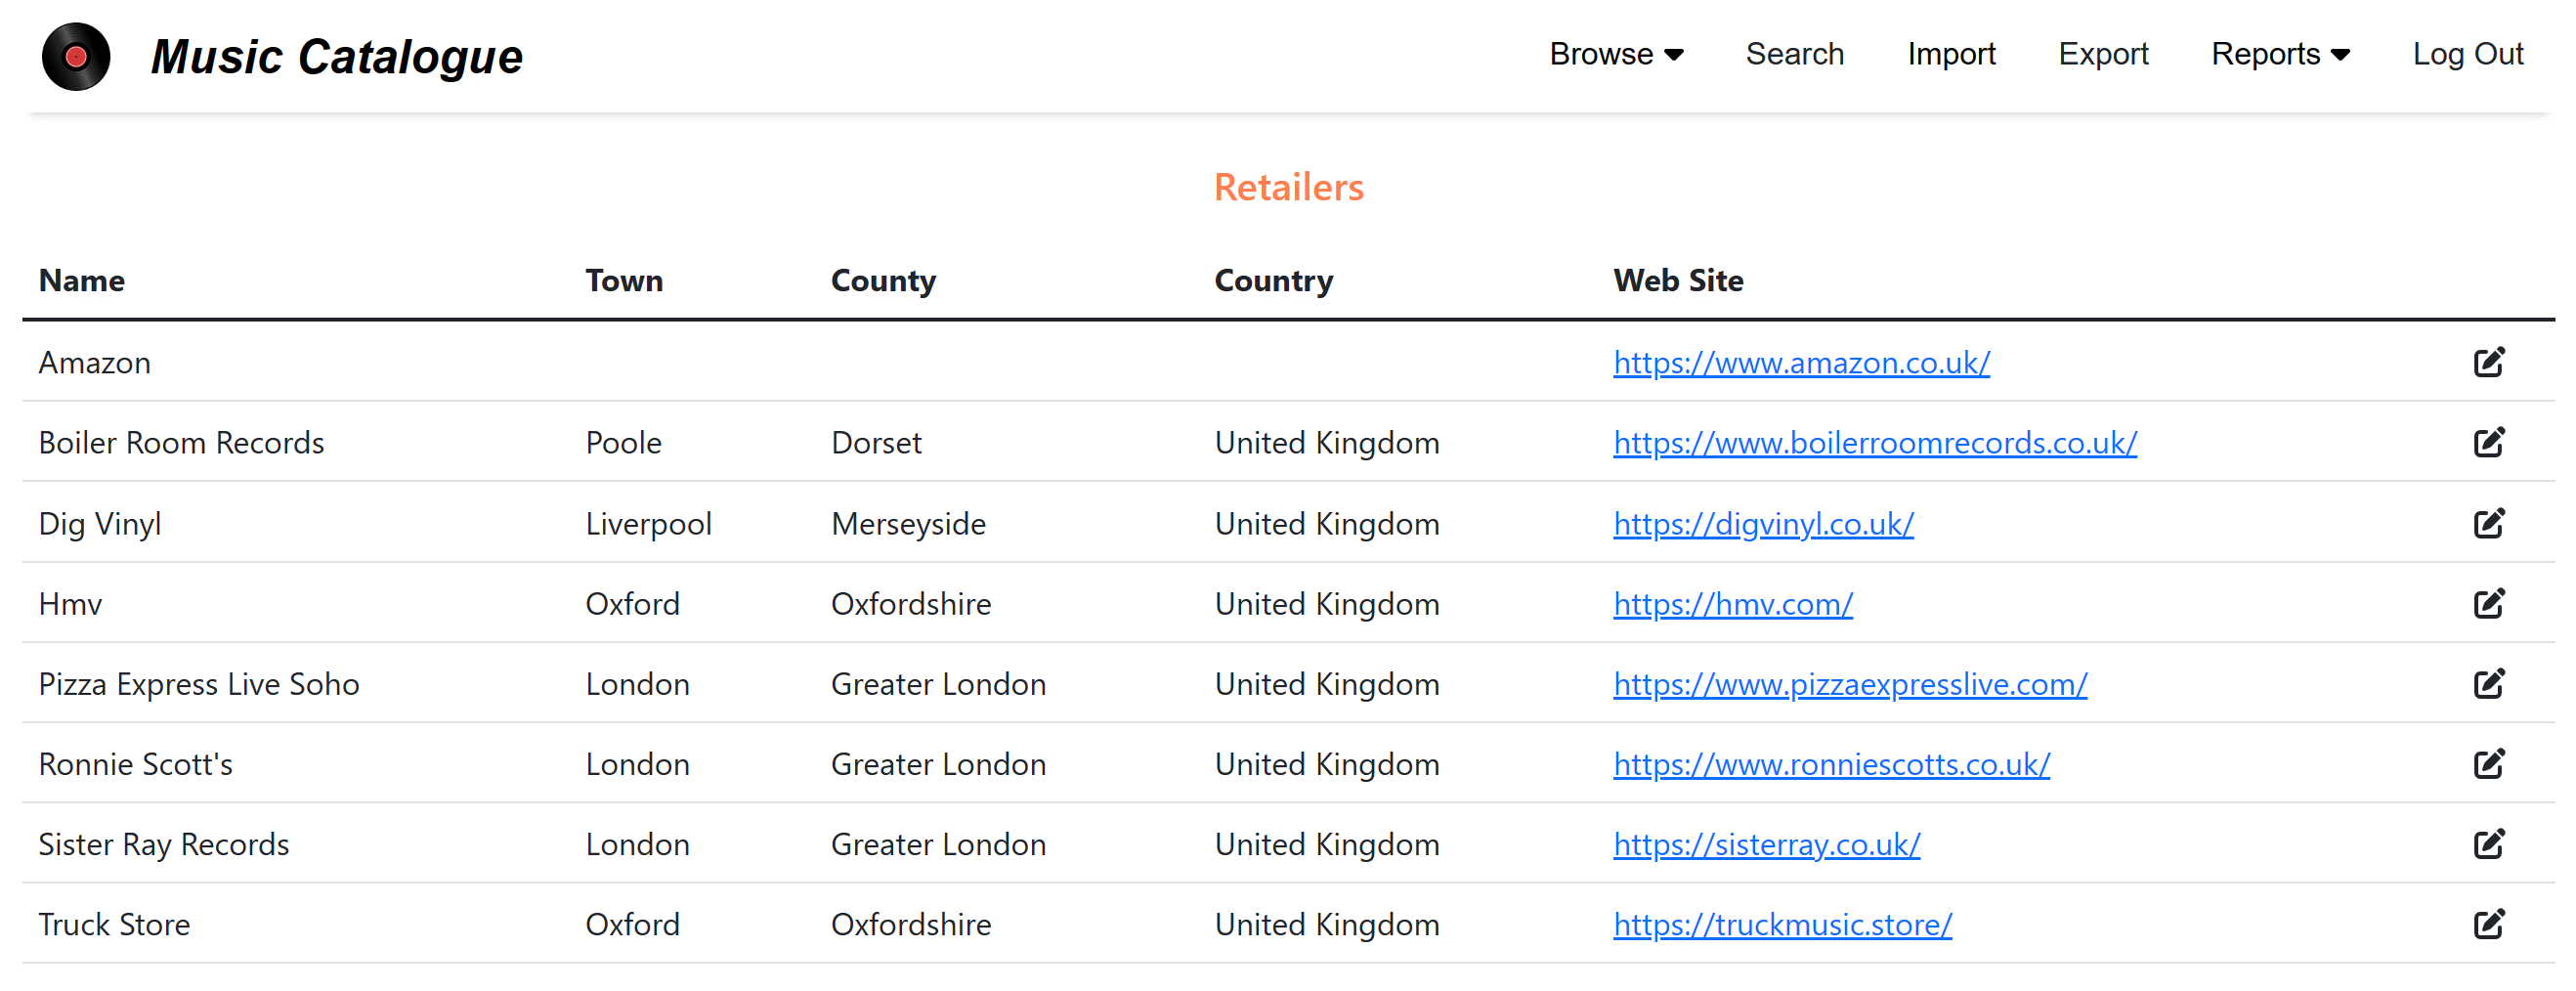 Music Catalogue Browse Search Import Export Reports Log Out
Retailers
Name Town County Country Web Site
Amazon https://www.amazon.co.uk/
Boiler Room Records Poole Dorset United Kingdom https://www.boilerroomrecords.co.uk/
Dig Vinyl Liverpool Merseyside United Kingdom https://digvinyl.co.uk/
Hmv Oxford Oxfordshire United Kingdom https://hmv.com/
Pizza Express Live Soho London Greater London United Kingdom https://www.pizzaexpresslive.com/
Ronnie Scott's London Greater London United Kingdom https://www.ronniescotts.co.uk/
Sister Ray Records London Greater London United Kingdom https://sisterray.co.uk/
Truck Store Oxford Oxfordshire United Kingdom https://truckmusic.store/